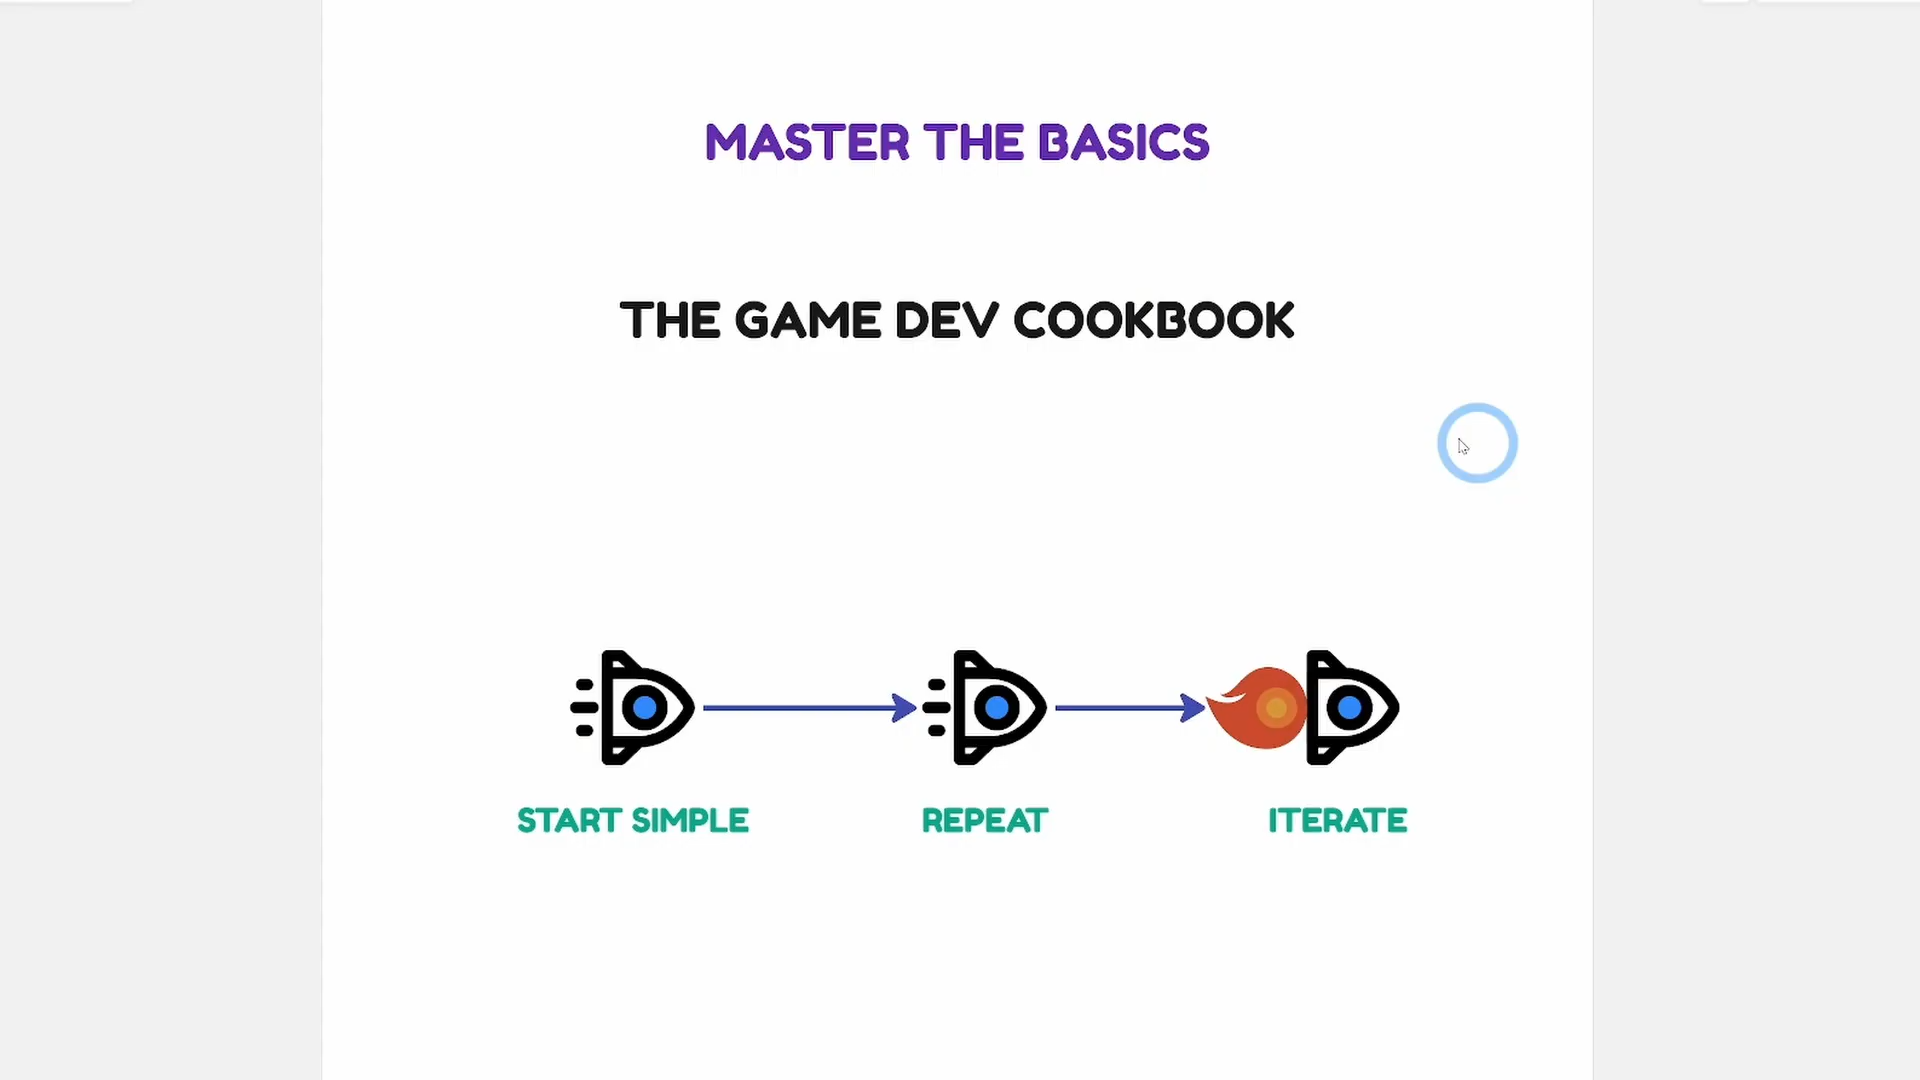 MASTER THE BASICS
THE GAME DEV COOKBOOK
START SIMPLE
REPEAT
ITERATE